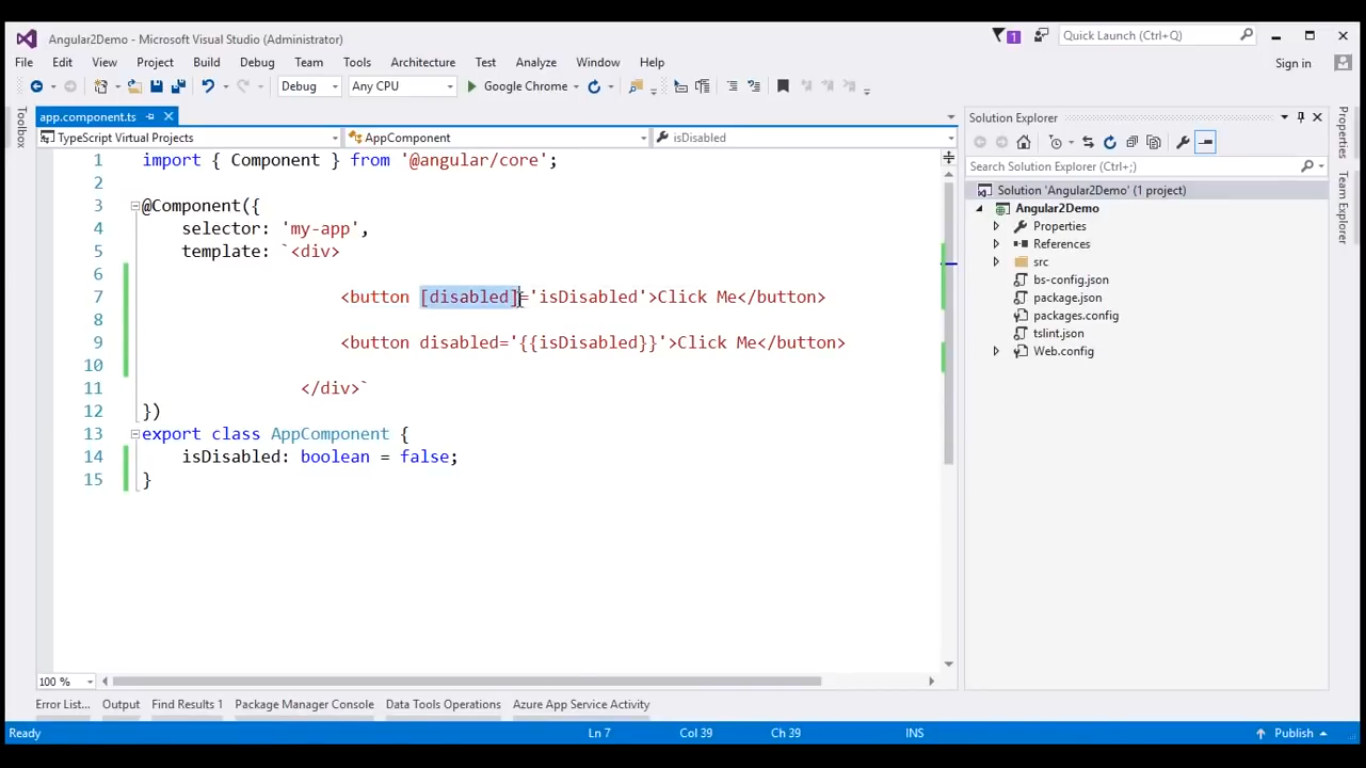 Angular2Demo - Microsoft Visual Studio (Administrator)
1
Quick Launch (Ctrl+Q)
File Edit View Project Build Debug Team Tools Architecture Test Analyze Window Help
Sign in
Debug Any CPU Google Chrome
Toolbox
app.component.ts
TypeScript Virtual Projects AppComponent isDisabled
1 import { Component } from '@angular/core';
2
3 @Component({
4 selector: 'my-app',
5 template: `<div>
6
7 <button [disabled]='isDisabled'>Click Me</button>
8
9 <button disabled='{{isDisabled}}'>Click Me</button>
10
11 </div>`
12 })
13 export class AppComponent {
14 isDisabled: boolean = false;
15 }
100 %
Solution Explorer
Search Solution Explorer (Ctrl+;)
Solution 'Angular2Demo' (1 project)
Angular2Demo
Properties
References
src
bs-config.json
package.json
packages.config
tslint.json
Web.config
Properties
Team Explorer
Error List... Output Find Results 1 Package Manager Console Data Tools Operations Azure App Service Activity
Ready Ln 7 Col 39 Ch 39 INS Publish